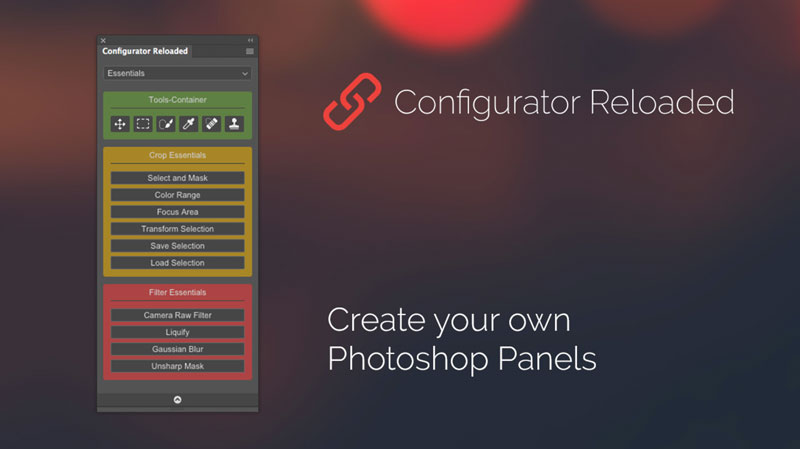 Configurator Reloaded
Essentials
Tools-Container
Crop Essentials
Select and Mask
Color Range
Focus Area
Transform Selection
Save Selection
Load Selection
Filter Essentials
Camera Raw Filter
Liquify
Gaussian Blur
Unsharp Mask
Configurator Reloaded
Create your own
Photoshop Panels